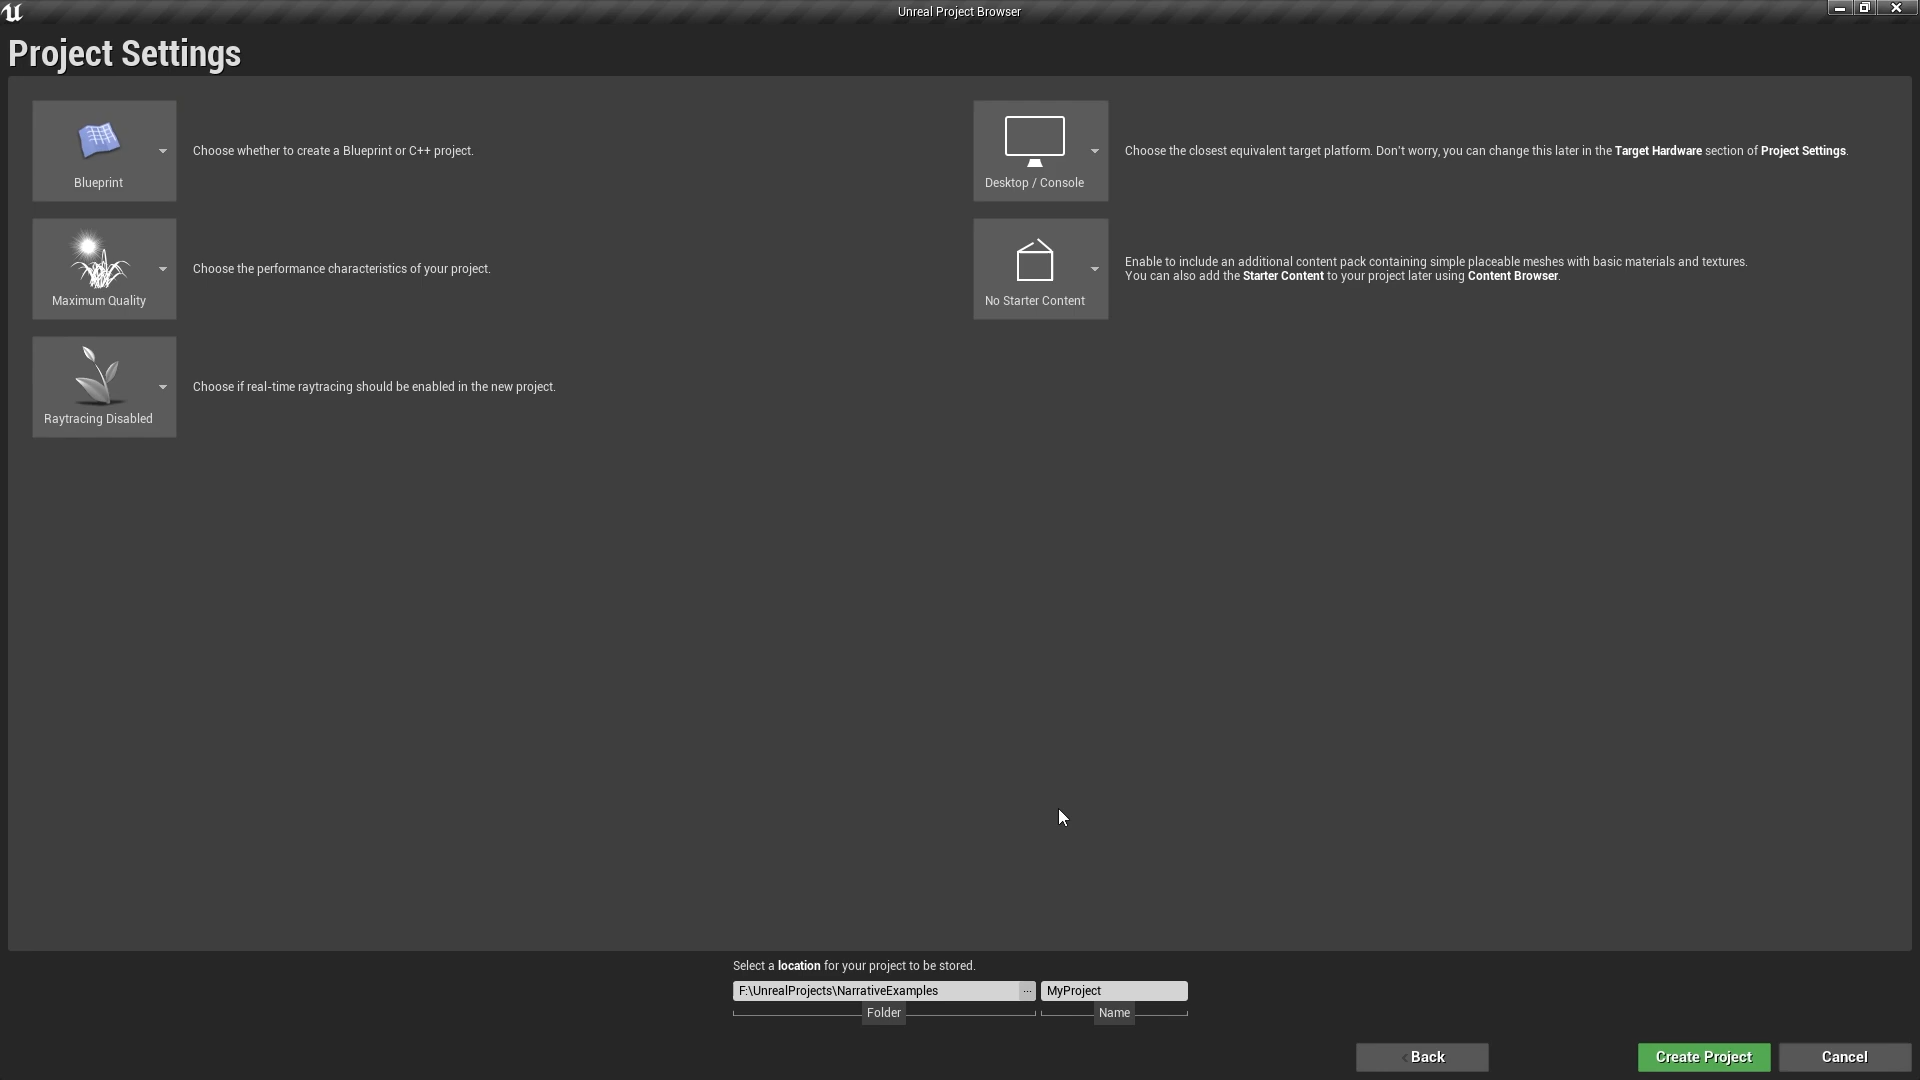 Unreal Project Browser
Project Settings
Blueprint
Choose whether to create a Blueprint or C++ project.
Desktop / Console
Choose the closest equivalent target platform. Don't worry, you can change this later in the Target Hardware section of Project Settings.
Maximum Quality
Choose the performance characteristics of your project.
No Starter Content
Enable to include an additional content pack containing simple placeable meshes with basic materials and textures.
You can also add the Starter Content to your project later using Content Browser.
Raytracing Disabled
Choose if real-time raytracing should be enabled in the new project.
Select a location for your project to be stored.
F:\UnrealProjects\NarrativeExamples
...
MyProject
Folder
Name
Back
Create Project
Cancel